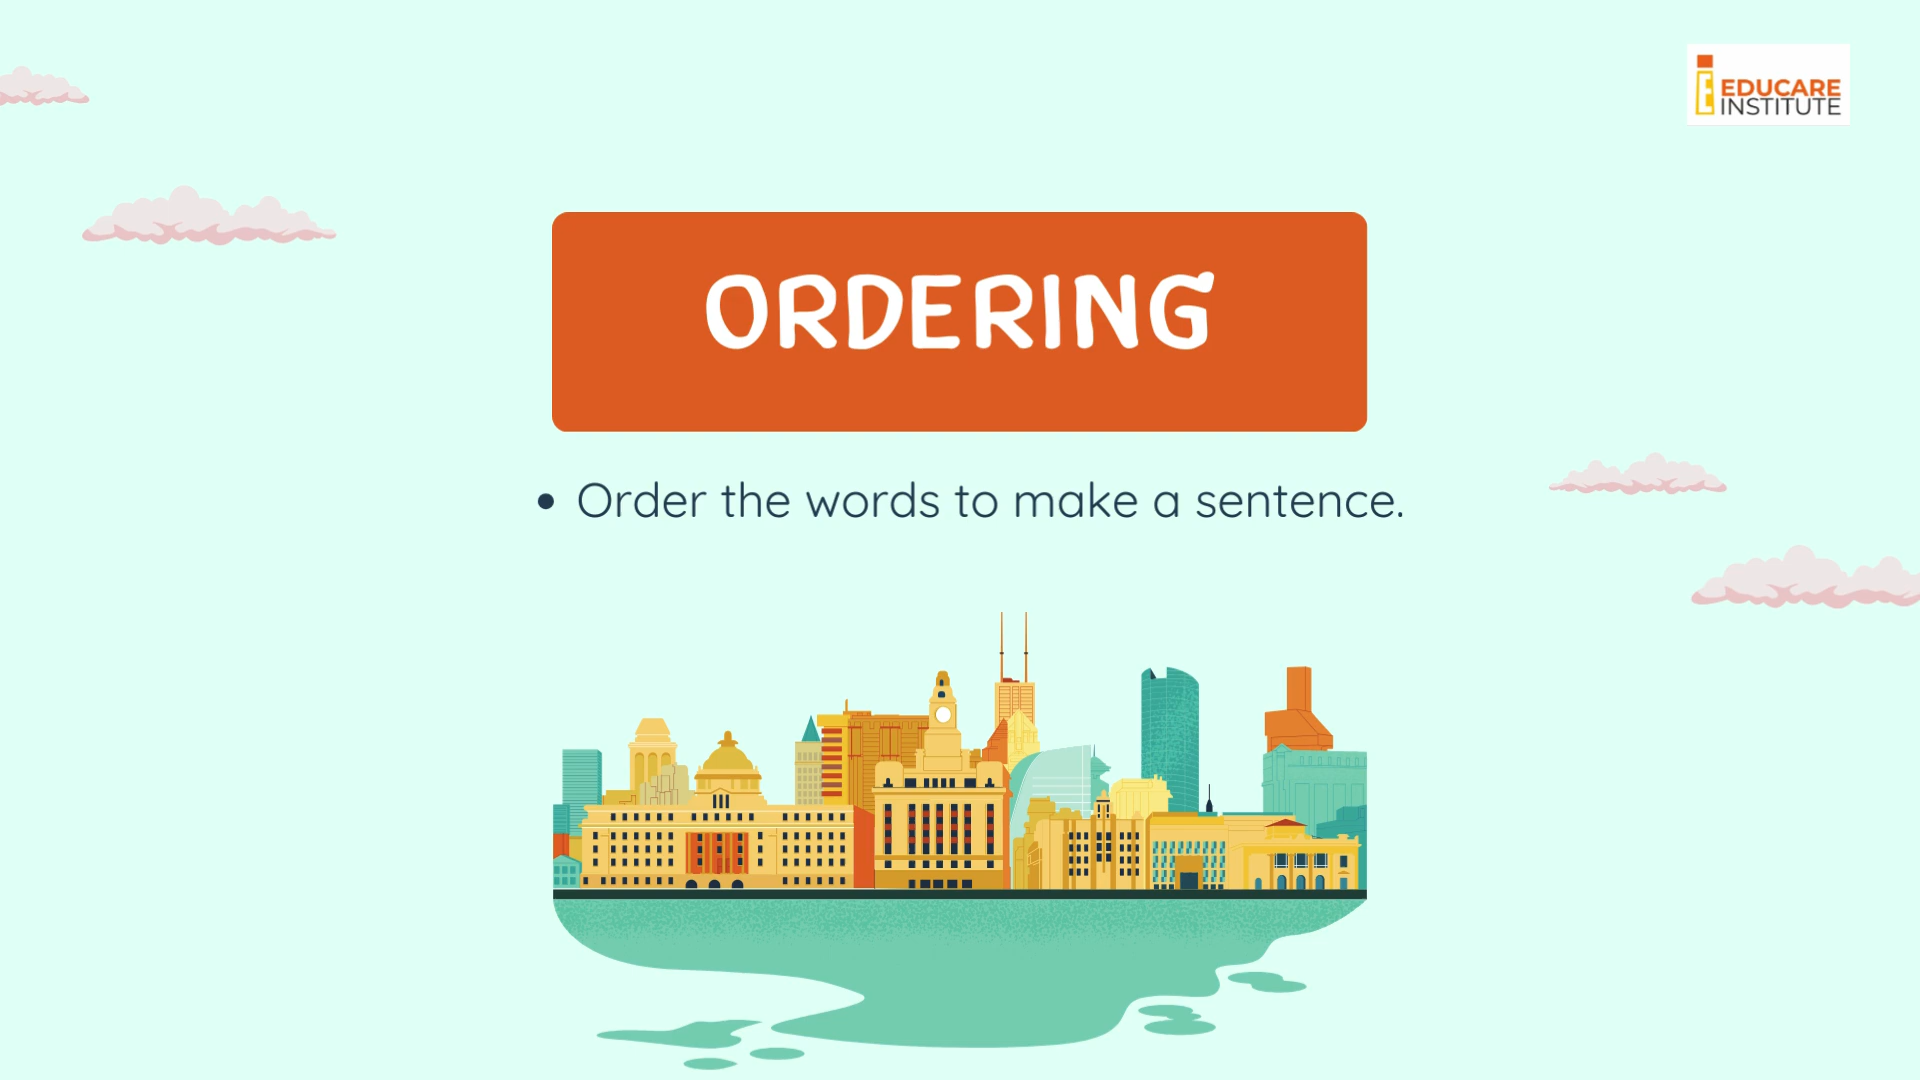 EDUCARE
INSTITUTE
ORDERING
• Order the words to make a sentence.